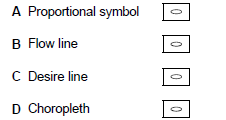 A Proportional symbol
B Flow line
C Desire line
D Choropleth